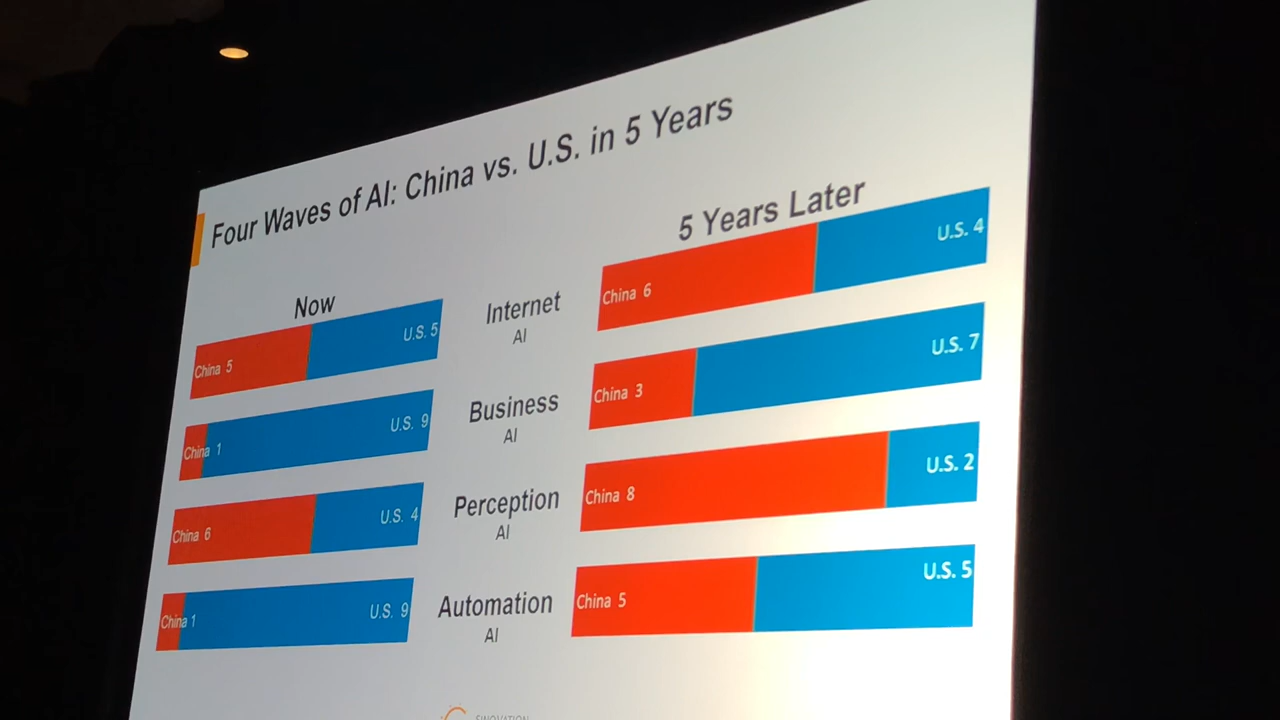 Four Waves of AI: China vs. U.S. in 5 Years
Now
5 Years Later
China 5
U.S. 5
Internet
AI
China 6
U.S. 4
China 1
U.S. 9
Business
AI
China 3
U.S. 7
China 6
U.S. 4
Perception
AI
China 8
U.S. 2
China 1
U.S. 9
Automation
AI
China 5
U.S. 5